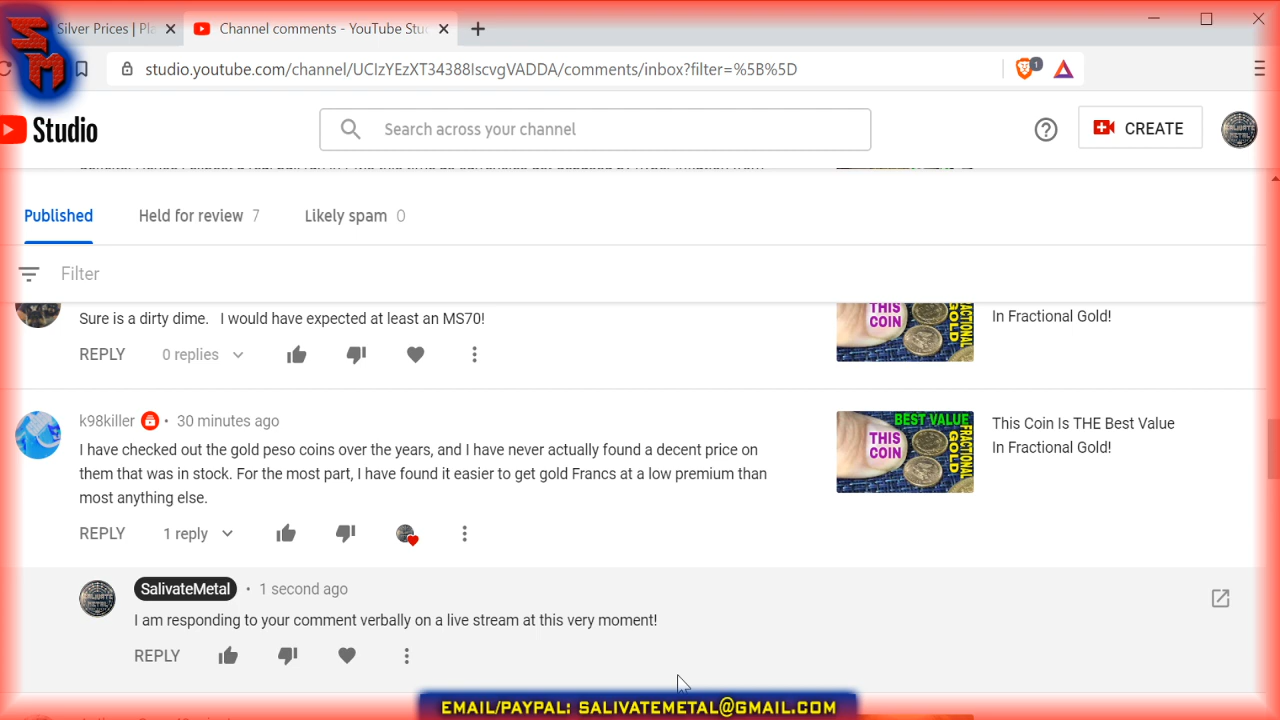 SM
Silver Prices | Pla
Channel comments - YouTube Stu
studio.youtube.com/channel/UCIzYEzXT34388IscvgVADDA/comments/inbox?filter=%5B%5D
1
Studio
Search across your channel
CREATE
Published
Held for review 7
Likely spam 0
Filter
Sure is a dirty dime. I would have expected at least an MS70!
REPLY
0 replies
THIS
COIN
FRACTIONAL
GOLD
In Fractional Gold!
k98killer • 30 minutes ago
I have checked out the gold peso coins over the years, and I have never actually found a decent price on
them that was in stock. For the most part, I have found it easier to get gold Francs at a low premium than
most anything else.
REPLY
1 reply
BEST VALUE
THIS
COIN
FRACTIONAL
GOLD
This Coin Is THE Best Value
In Fractional Gold!
SalivateMetal • 1 second ago
I am responding to your comment verbally on a live stream at this very moment!
REPLY
EMAIL/PAYPAL: SALIVATEMETAL@GMAIL.COM